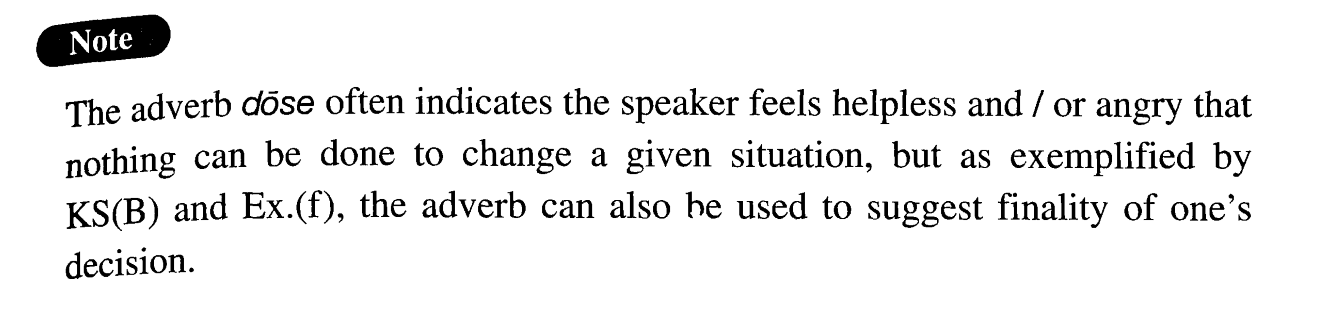 Note
The adverb dōse often indicates the speaker feels helpless and / or angry that
nothing can be done to change a given situation, but as exemplified by
KS(B) and Ex.(f), the adverb can also be used to suggest finality of one's
decision.